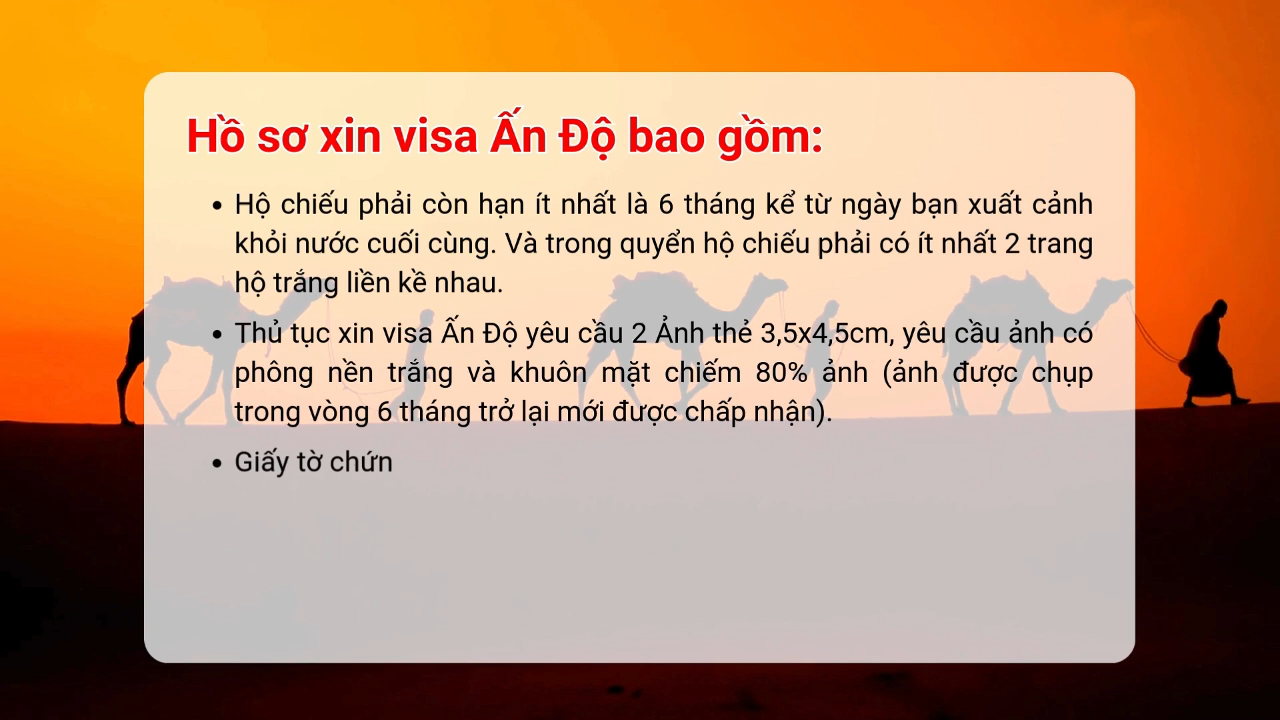 Hồ sơ xin visa Ấn Độ bao gồm:
• Hộ chiếu phải còn hạn ít nhất là 6 tháng kể từ ngày bạn xuất cảnh
khỏi nước cuối cùng. Và trong quyển hộ chiếu phải có ít nhất 2 trang
hộ trắng liền kề nhau.
• Thủ tục xin visa Ấn Độ yêu cầu 2 Ảnh thẻ 3,5x4,5cm, yêu cầu ảnh có
phông nền trắng và khuôn mặt chiếm 80% ảnh (ảnh được chụp
trong vòng 6 tháng trở lại mới được chấp nhận).
• Giấy tờ chứn